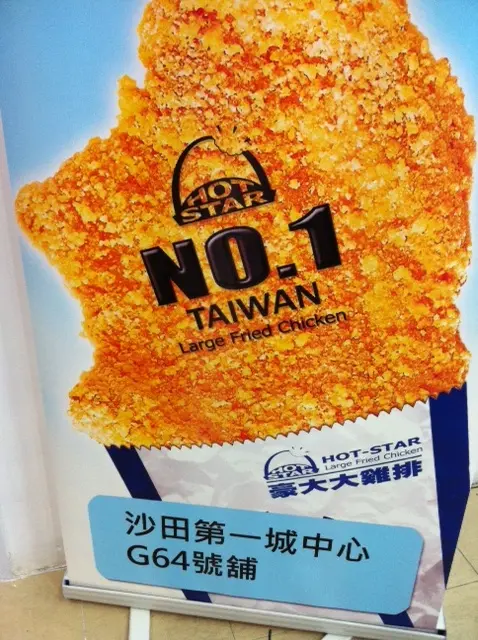 HOT
STAR
NO.1
TAIWAN
Large Fried Chicken
HOT
STAR
HOT-STAR
Large Fried Chicken
豪大大雞排
沙田第一城中心
G64號舖